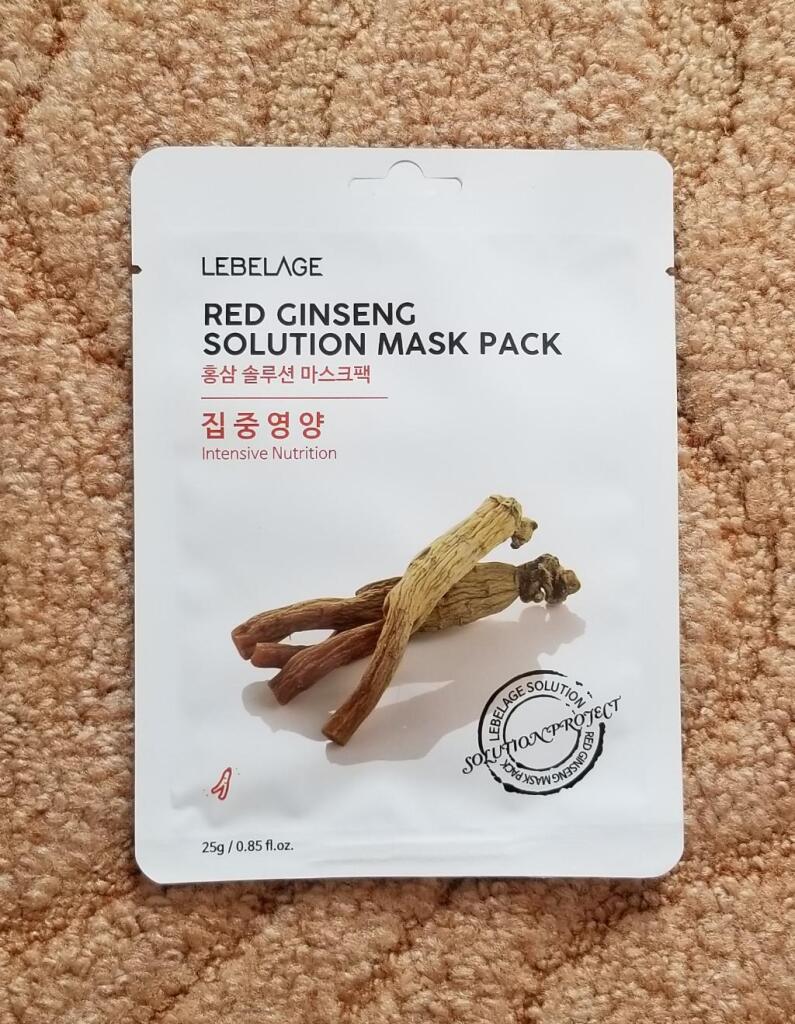 LEBELAGE
RED GINSENG
SOLUTION MASK PACK
홍삼 솔루션 마스크팩
집중영양
Intensive Nutrition
LEBELAGE SOLUTION
SOLUTION PROJECT
RED GINSENG MASK PACK
25g / 0.85 fl.oz.